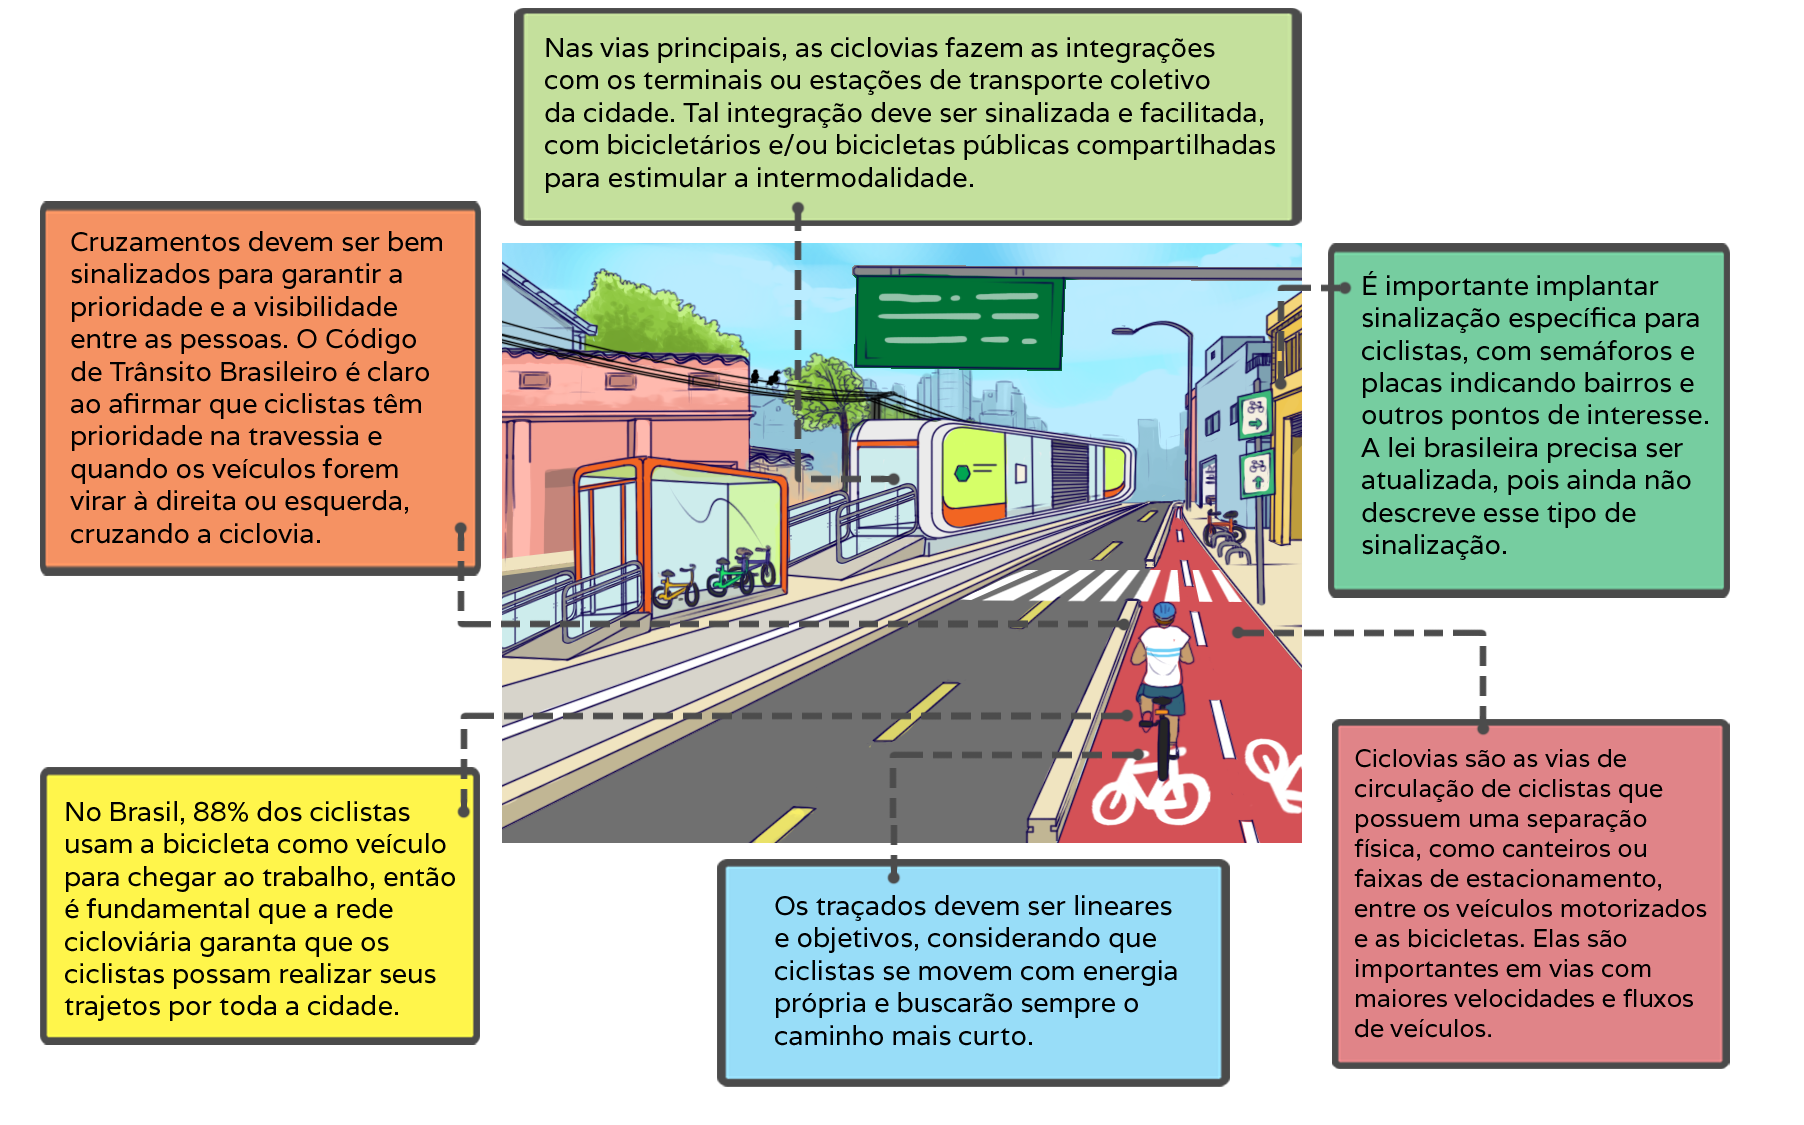 Nas vias principais, as ciclovias fazem as integrações
com os terminais ou estações de transporte coletivo
da cidade. Tal integração deve ser sinalizada e facilitada,
com bicicletários e/ou bicicletas públicas compartilhadas
para estimular a intermodalidade.
Cruzamentos devem ser bem
sinalizados para garantir a
prioridade e a visibilidade
entre as pessoas. O Código
de Trânsito Brasileiro é claro
ao afirmar que ciclistas têm
prioridade na travessia e
quando os veículos forem
virar à direita ou esquerda,
cruzando a ciclovia.
É importante implantar
sinalização específica para
ciclistas, com semáforos e
placas indicando bairros e
outros pontos de interesse.
A lei brasileira precisa ser
atualizada, pois ainda não
descreve esse tipo de
sinalização.
No Brasil, 88% dos ciclistas
usam a bicicleta como veículo
para chegar ao trabalho, então
é fundamental que a rede
cicloviária garanta que os
ciclistas possam realizar seus
trajetos por toda a cidade.
Os traçados devem ser lineares
e objetivos, considerando que
ciclistas se movem com energia
própria e buscarão sempre o
caminho mais curto.
Ciclovias são as vias de
circulação de ciclistas que
possuem uma separação
física, como canteiros ou
faixas de estacionamento,
entre os veículos motorizados
e as bicicletas. Elas são
importantes em vias com
maiores velocidades e fluxos
de veículos.